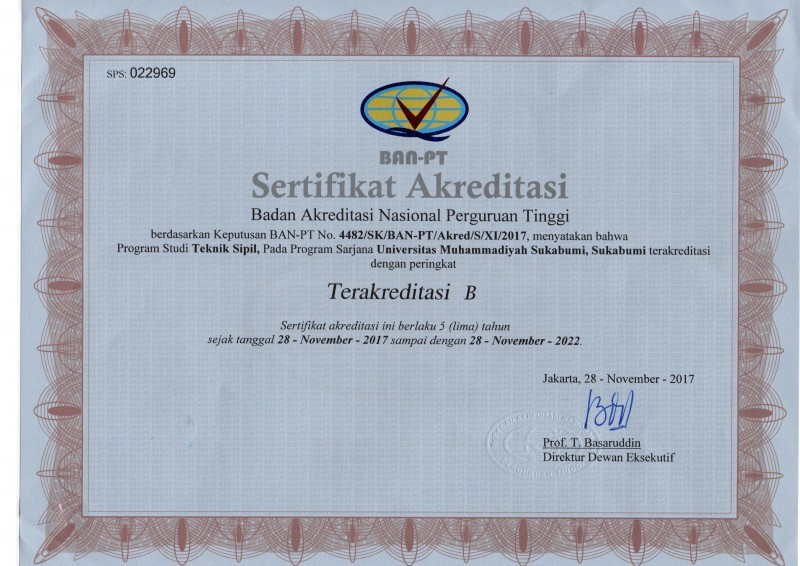 SPS: 022969
BAN-PT
Sertifikat Akreditasi
Badan Akreditasi Nasional Perguruan Tinggi
berdasarkan Keputusan BAN-PT No. 4482/SK/BAN-PT/Akred/S/XI/2017, menyatakan bahwa
Program Studi Teknik Sipil, Pada Program Sarjana Universitas Muhammadiyah Sukabumi, Sukabumi terakreditasi
dengan peringkat
Terakreditasi B
Sertifikat akreditasi ini berlaku 5 (lima) tahun
sejak tanggal 28 - November - 2017 sampai dengan 28 - November - 2022.
Jakarta, 28 - November - 2017
Prof. T. Basaruddin
Direktur Dewan Eksekutif